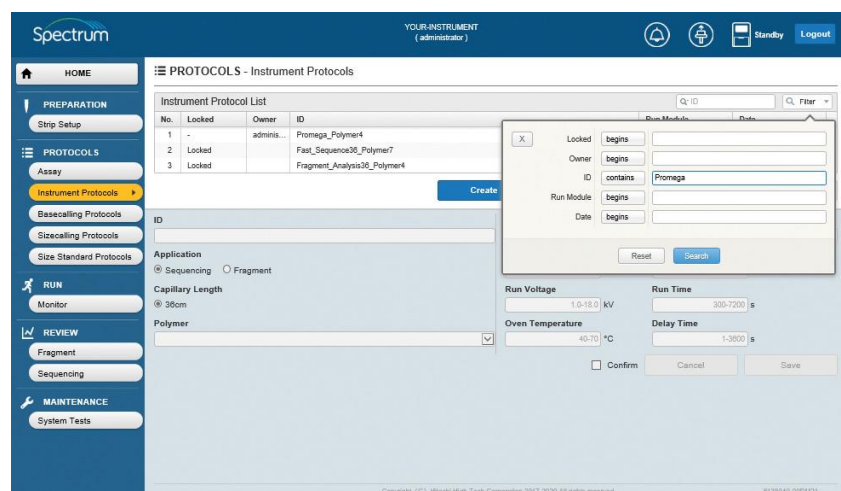 Spectrum
YOUR-INSTRUMENT
( administrator )
Standby
Logout
HOME
PREPARATION
Strip Setup
PROTOCOLS
Assay
Instrument Protocols
Basecalling Protocols
Sizecalling Protocols
Size Standard Protocols
RUN
Monitor
REVIEW
Fragment
Sequencing
MAINTENANCE
System Tests
PROTOCOLS - Instrument Protocols
Instrument Protocol List
ID
Filter
No. Locked Owner ID Run Module Date
1 - adminis... Promega_Polymer4
2 Locked Fast_Sequence36_Polymer7
3 Locked Fragment_Analysis36_Polymer4
Create
X
Locked begins
Owner begins
ID contains Promega
Run Module begins
Date begins
Reset Search
ID
Application
Sequencing Fragment
Capillary Length
36cm
Polymer
Run Voltage Run Time
1.0-18.0 kV 300-7200 s
Oven Temperature Delay Time
40-70 °C 1-3600 s
Confirm Cancel Save